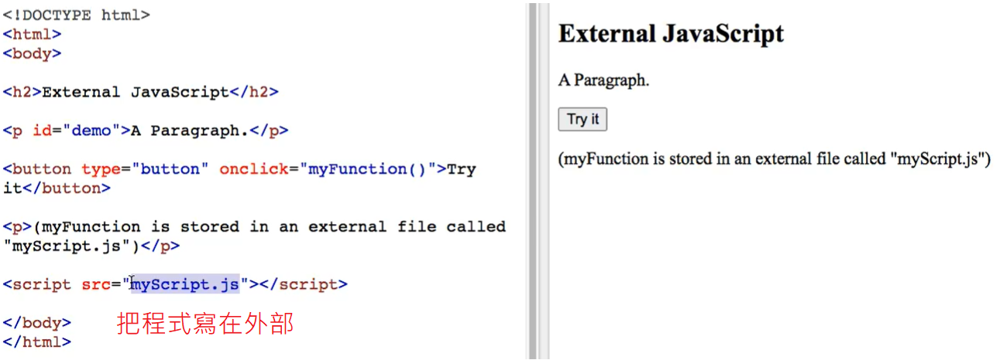 <!DOCTYPE html>
<html>
<body>
<h2>External JavaScript</h2>
<p id="demo">A Paragraph.</p>
<button type="button" onclick="myFunction()">Try
it</button>
<p>(myFunction is stored in an external file called
"myScript.js")</p>
<script src="myScript.js"></script>
</body>
把程式寫在外部
</html>
External JavaScript
A Paragraph.
Try it
(myFunction is stored in an external file called "myScript.js")